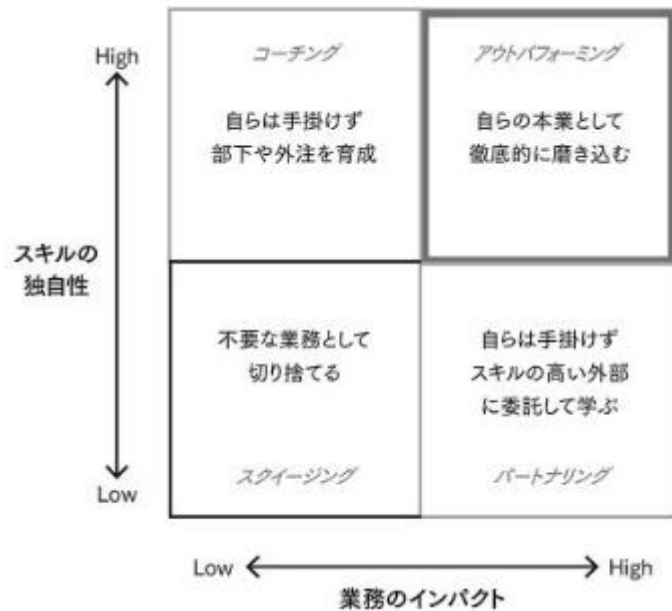 High
コーチング
自らは手掛けず
部下や外注を育成
アウトパフォーミング
自らの本業として
徹底的に磨き込む
スキルの
独自性
不要な業務として
切り捨てる
スクイージング
自らは手掛けず
スキルの高い外部
に委託して学ぶ
パートナリング
Low
Low
High
業務のインパクト